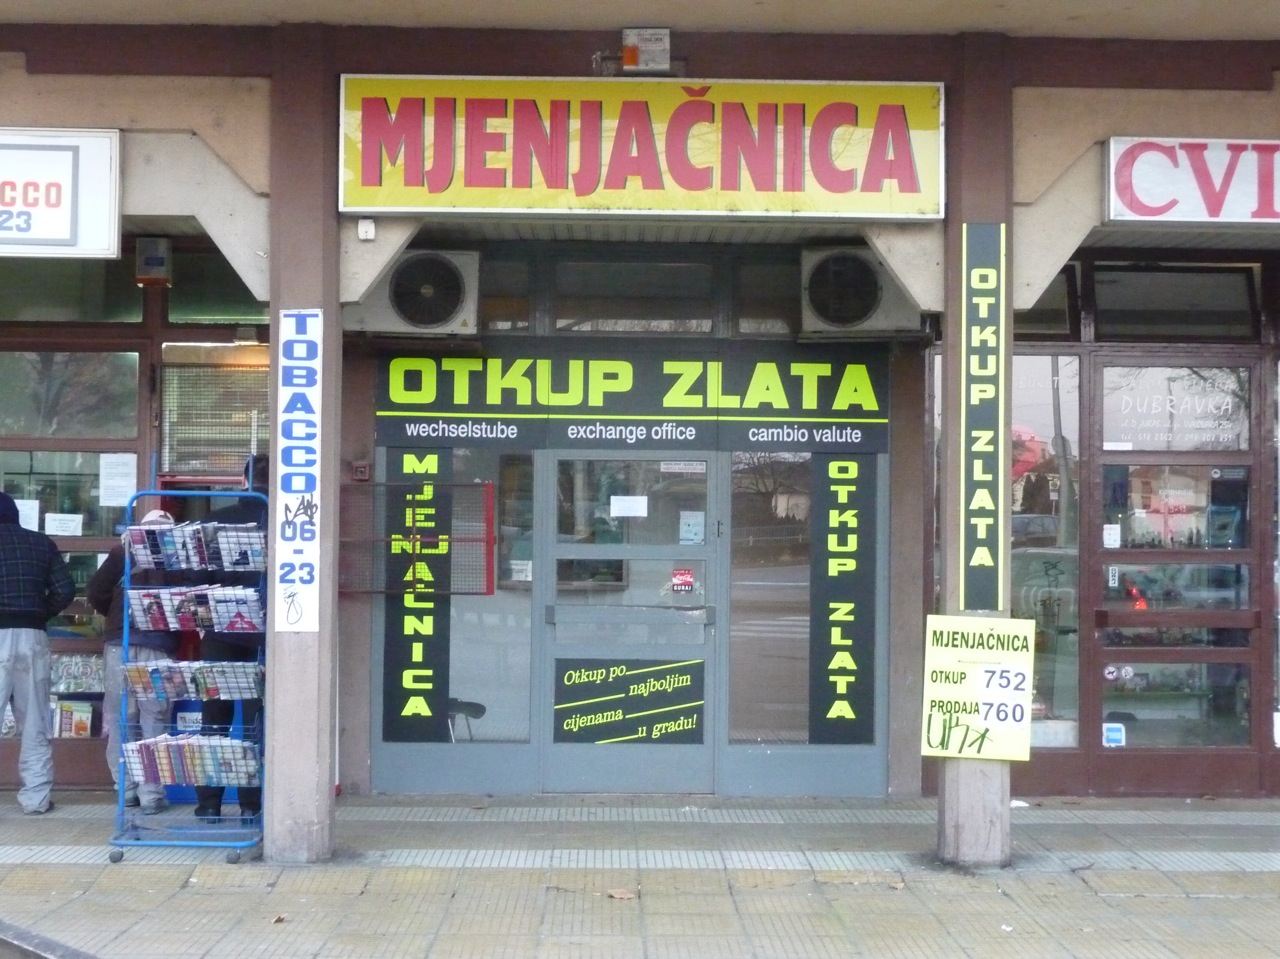 MJENJAČNICA
CCO
23
CVI
TOBACCO
06
-
23
OTKUP ZLATA
OTKUP ZLATA
wechselstube
exchange office
cambio valute
MJENJAČNICA
OTKUP ZLATA
DUBRAVKA
Otkup po
najboljim
cijenama
u gradu!
GURAJ
MJENJAČNICA
OTKUP 752
PRODAJA 760